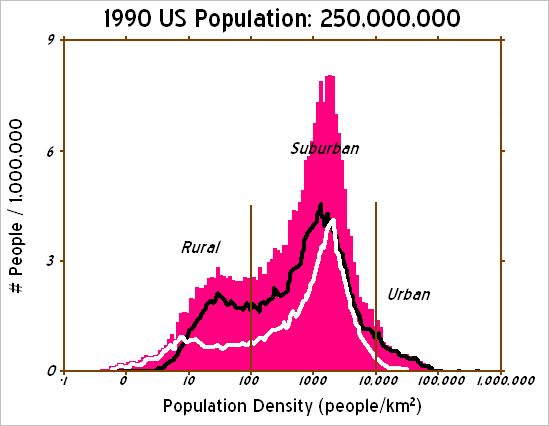 1990 US Population: 250,000,000
9
# People / 1,000,000
Suburban
6
Rural
3
Urban
0
.1 0 10 100 1000 10,000 100,000 1,000,000
Population Density (people/km²)